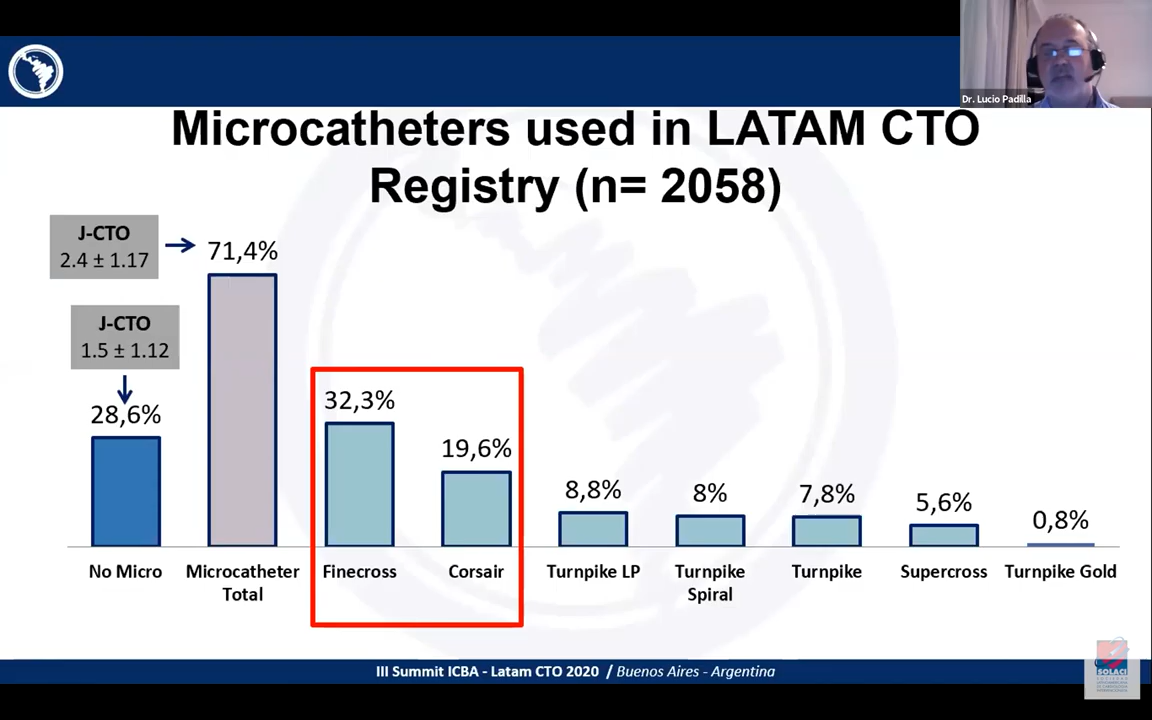 Dr. Lucio Padilla
Microcatheters used in LATAM CTO
Registry (n= 2058)
J-CTO
2.4 ± 1.17
71,4%
J-CTO
1.5 ± 1.12
28,6%
32,3%
19,6%
8,8%
8%
7,8%
5,6%
0,8%
No Micro
Microcatheter
Total
Finecross
Corsair
Turnpike LP
Turnpike
Spiral
Turnpike
Supercross
Turnpike Gold
III Summit ICBA - Latam CTO 2020 / Buenos Aires - Argentina
SOLACI